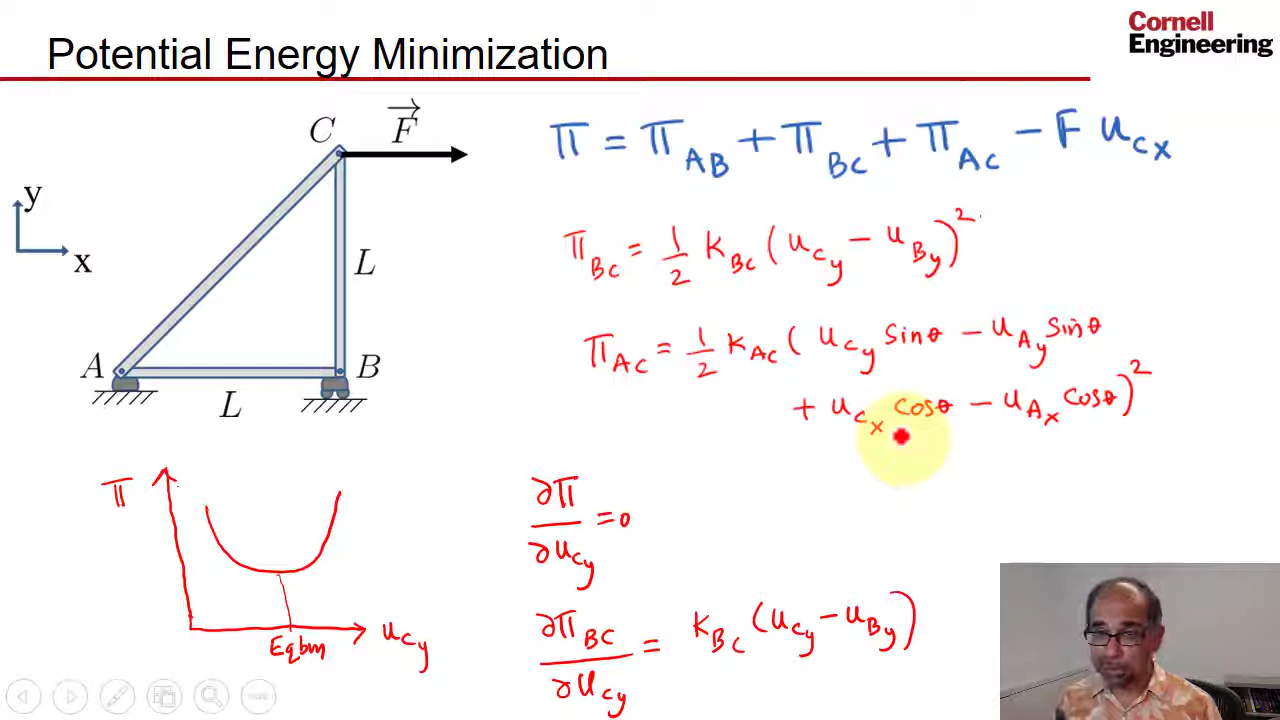 Cornell
Engineering
Potential Energy Minimization
C
F
y
x
L
A
B
L
Π = Π_AB + Π_BC + Π_AC − F u_Cx
Π_BC = 1/2 K_BC (u_Cy − u_By)²
Π_AC = 1/2 K_AC (u_Cy sinθ − u_Ay sinθ
+ u_Cx cosθ − u_Ax cosθ)²
Π
u_Cy
Eqbm
∂Π/∂u_Cy = 0
∂Π_BC/∂u_Cy = K_BC (u_Cy − u_By)